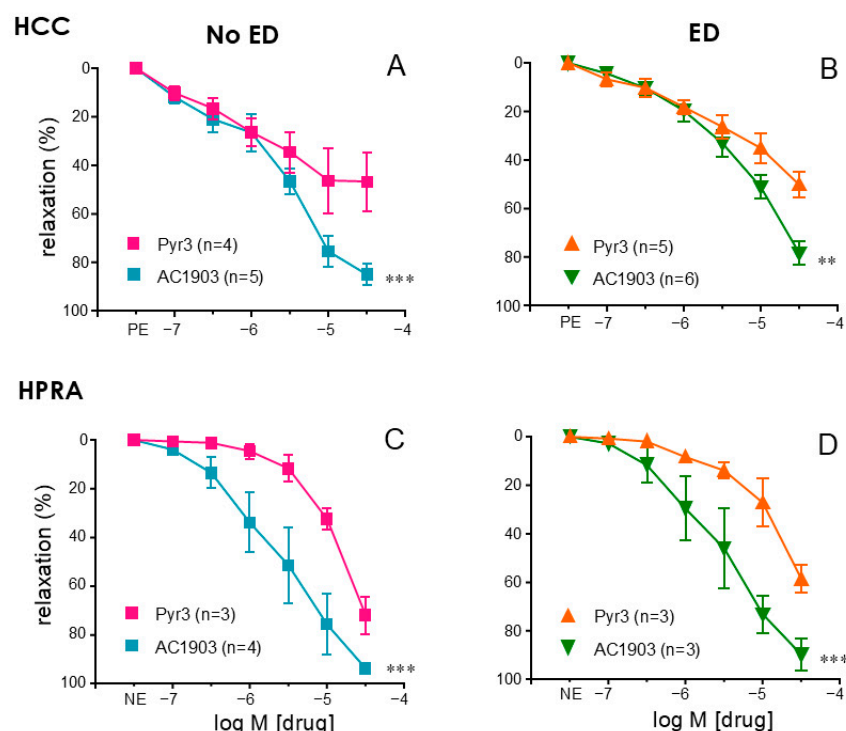 HCC
No ED
ED
A
0
20
40
60
80
100
relaxation (%)
Pyr3 (n=4)
AC1903 (n=5)
***
PE
−7
−6
−5
−4
B
0
20
40
60
80
100
Pyr3 (n=5)
AC1903 (n=6)
**
PE
−7
−6
−5
−4
HPRA
C
0
20
40
60
80
100
relaxation (%)
Pyr3 (n=3)
AC1903 (n=4)
***
NE
−7
−6
−5
−4
log M [drug]
D
0
20
40
60
80
100
Pyr3 (n=3)
AC1903 (n=3)
***
NE
−7
−6
−5
−4
log M [drug]